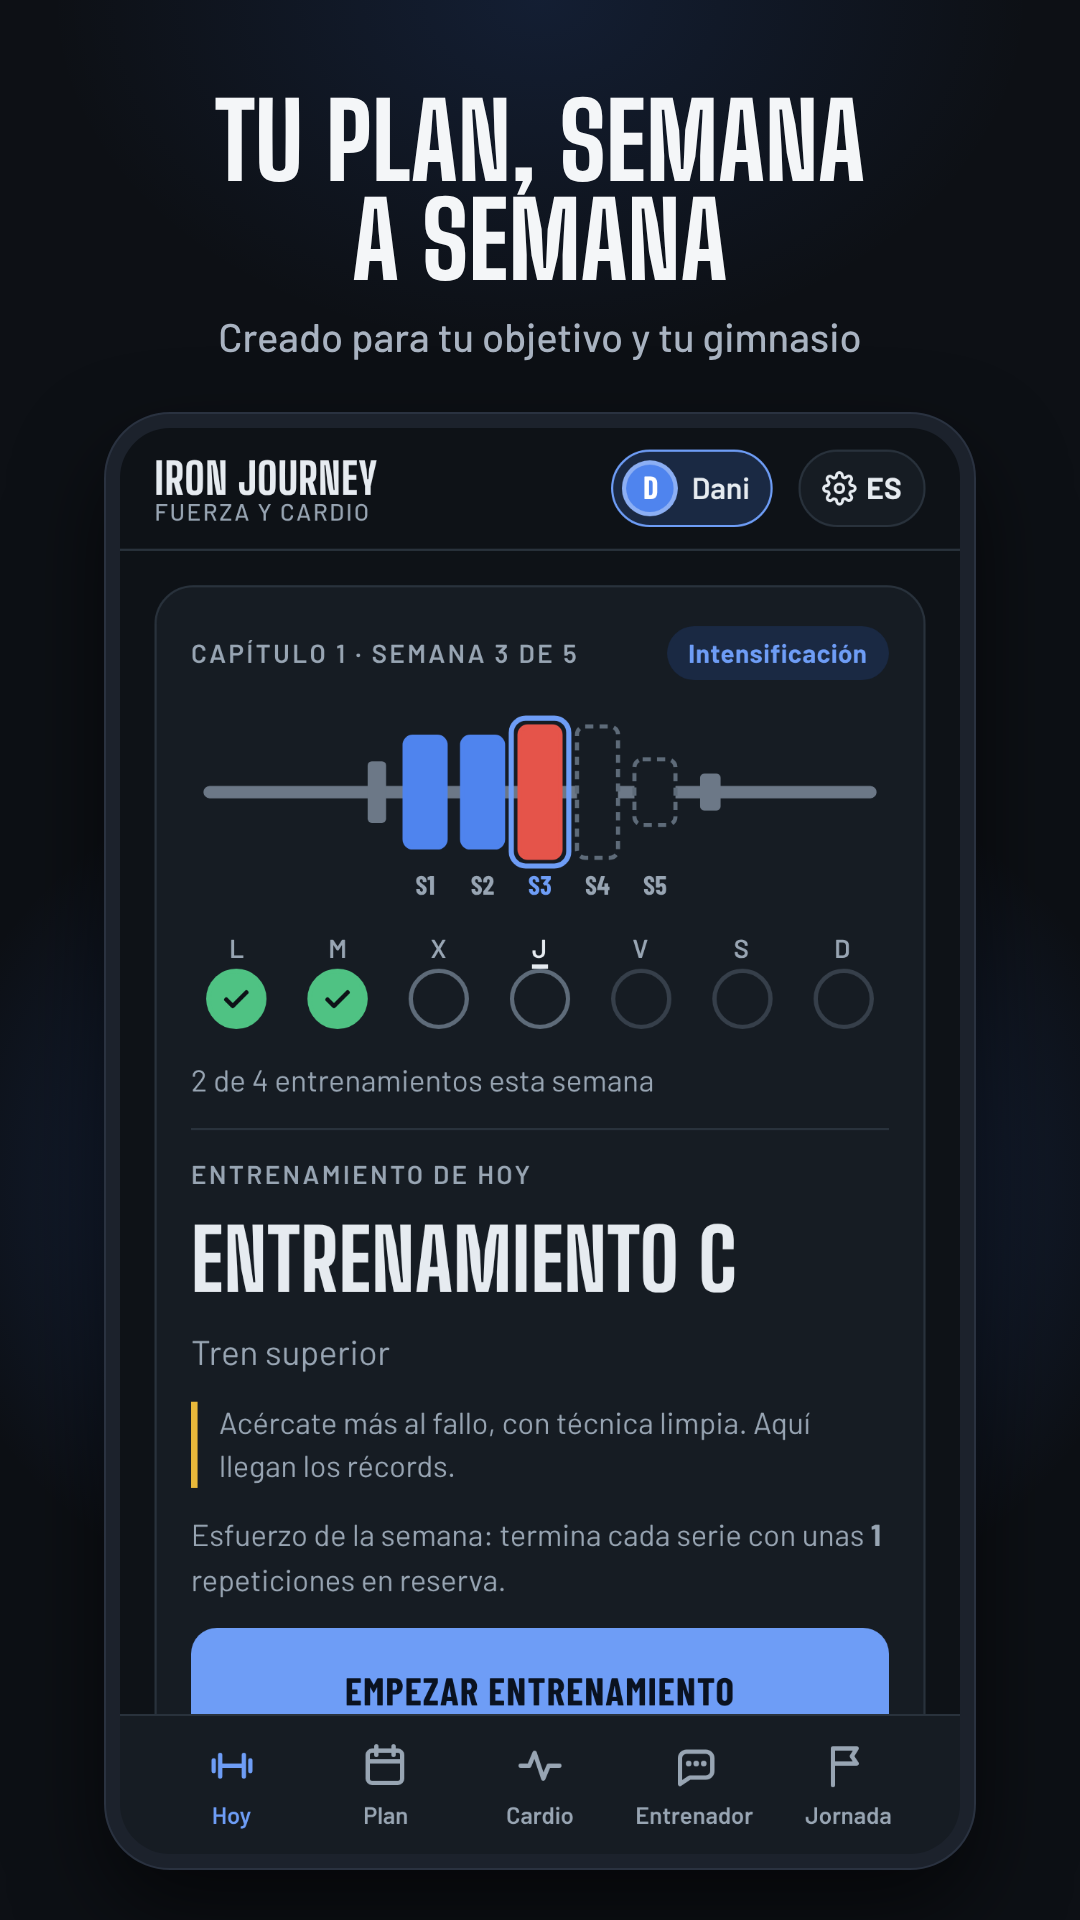 TU PLAN, SEMANA
A SEMANA
Creado para tu objetivo y tu gimnasio
IRON JOURNEY
FUERZA Y CARDIO
D Dani
ES
CAPÍTULO 1 · SEMANA 3 DE 5
Intensificación
S1 S2 S3 S4 S5
L M X J V S D
2 de 4 entrenamientos esta semana
ENTRENAMIENTO DE HOY
ENTRENAMIENTO C
Tren superior
Acércate más al fallo, con técnica limpia. Aquí
llegan los récords.
Esfuerzo de la semana: termina cada serie con unas 1
repeticiones en reserva.
EMPEZAR ENTRENAMIENTO
Hoy Plan Cardio Entrenador Jornada